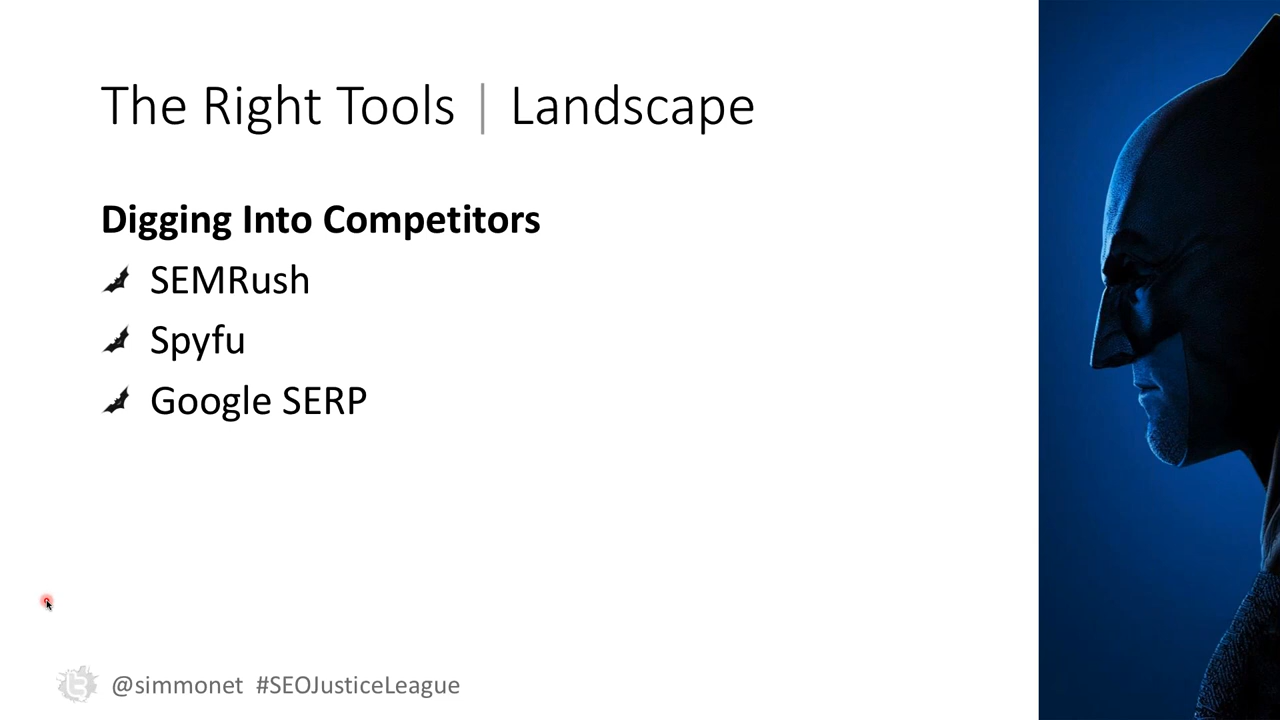 The Right Tools | Landscape
Digging Into Competitors
SEMRush
Spyfu
Google SERP
@simmonet #SEOJusticeLeague